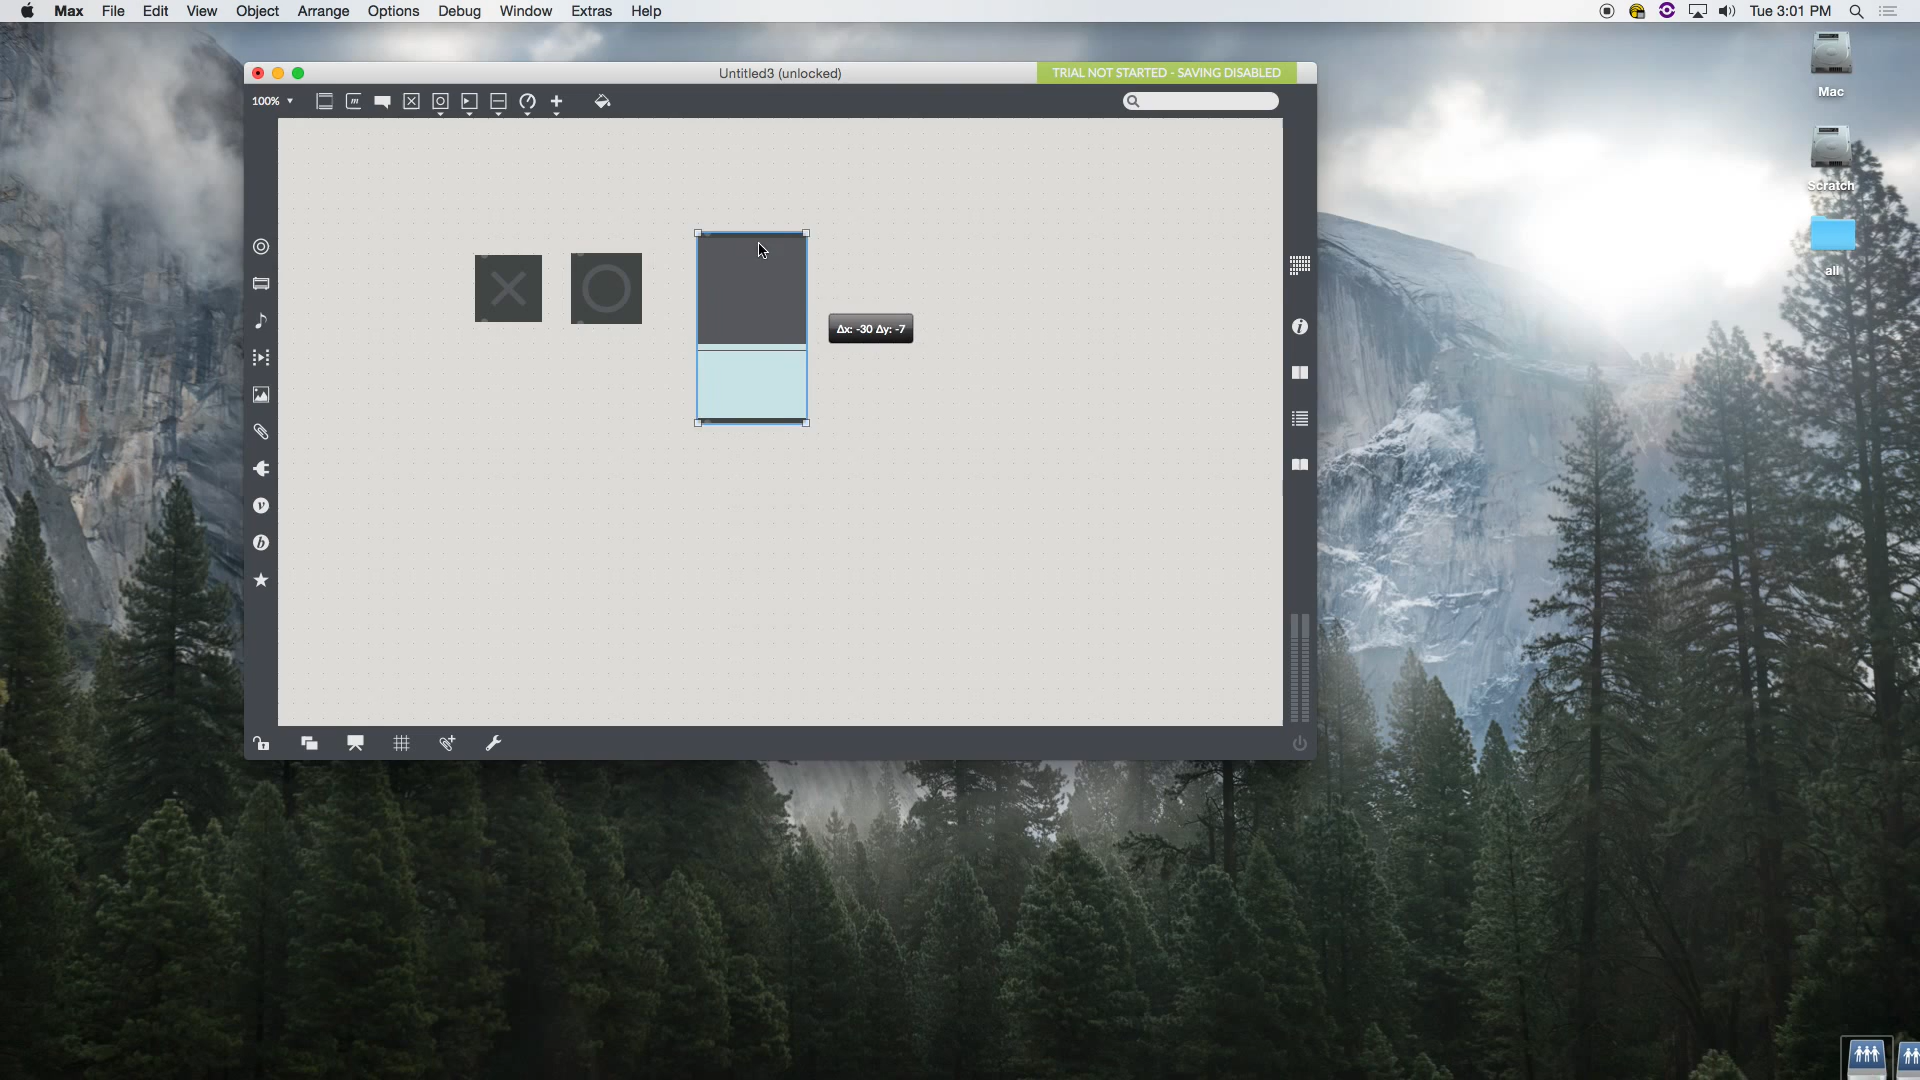 Max File Edit View Object Arrange Options Debug Window Extras Help Tue 3:01 PM
Untitled3 (unlocked) TRIAL NOT STARTED - SAVING DISABLED
100%
Mac
Scratch
all
Δx: -30 Δy: -7